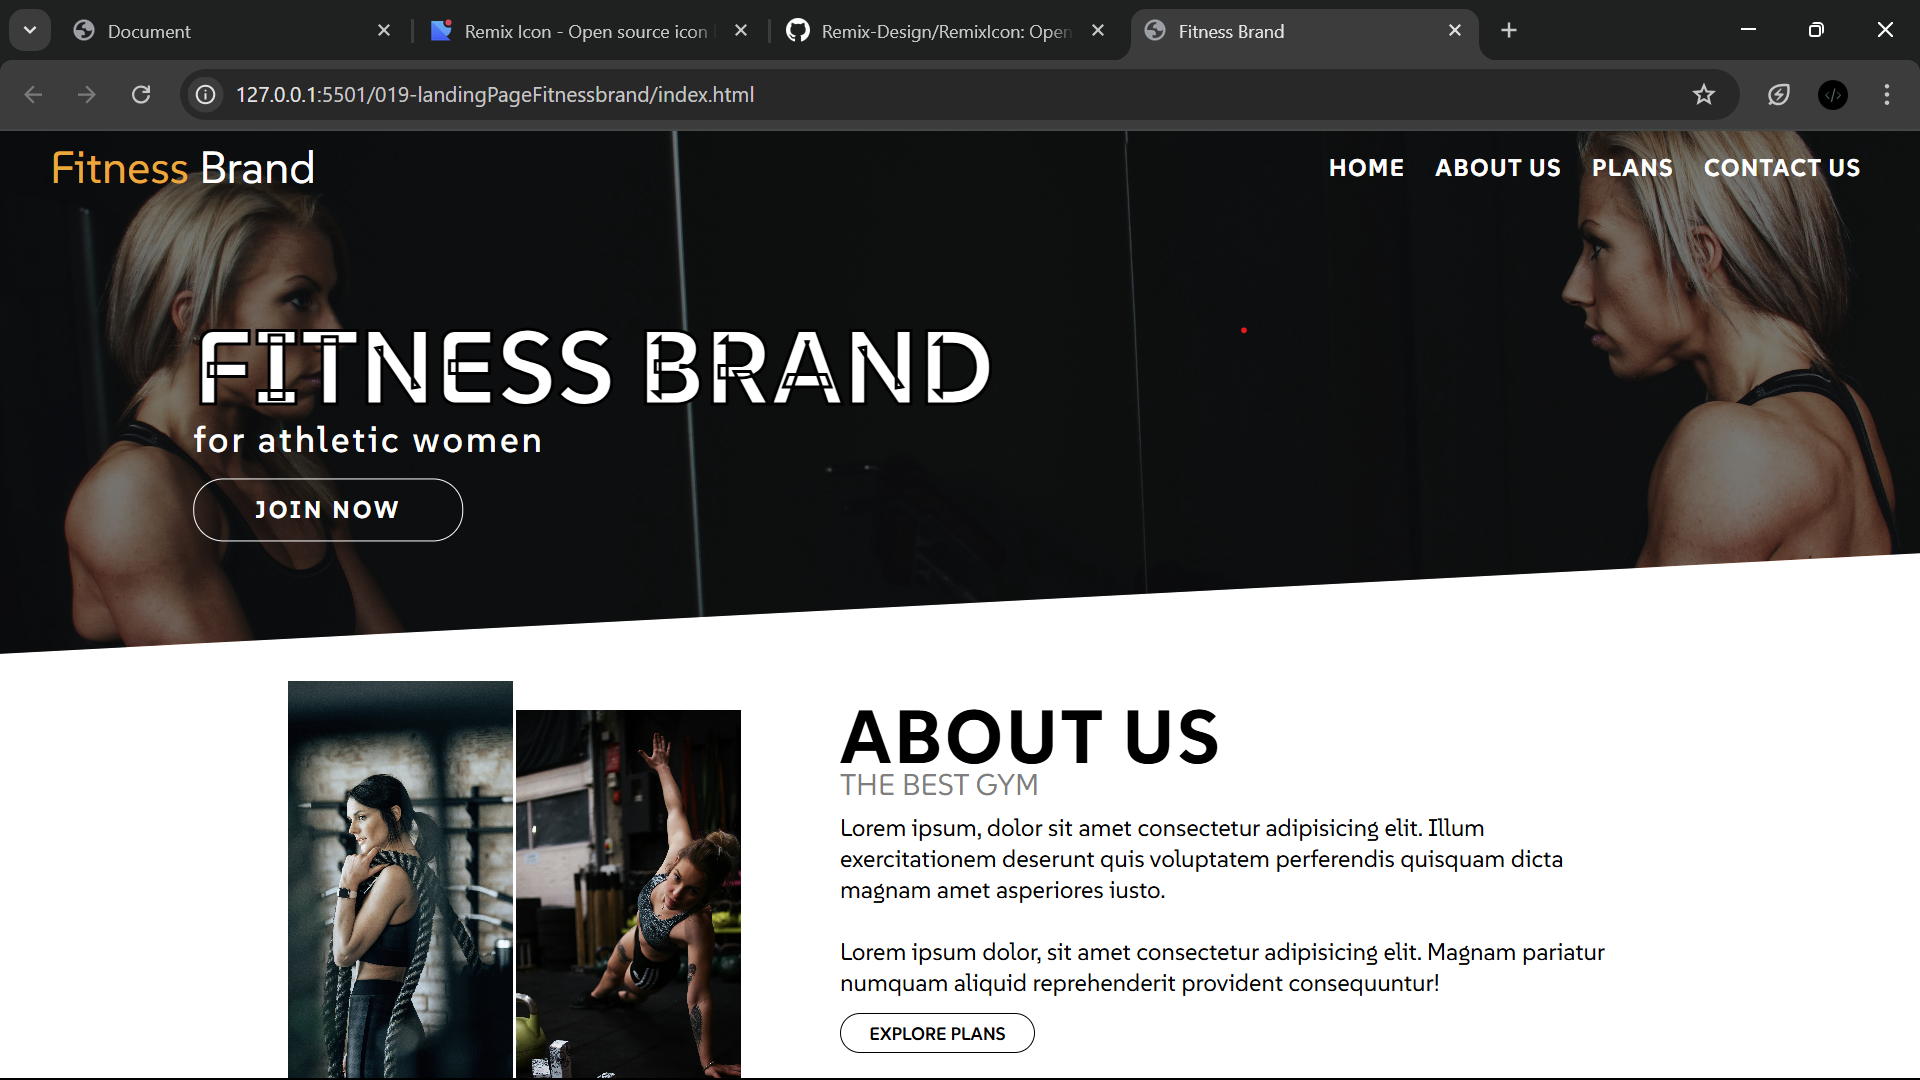 Document
Remix Icon - Open source icon
Remix-Design/RemixIcon: Open
Fitness Brand
127.0.0.1:5501/019-landingPageFitnessbrand/index.html
Fitness Brand
HOME ABOUT US PLANS CONTACT US
FITNESS BRAND
for athletic women
JOIN NOW
ABOUT US
THE BEST GYM
Lorem ipsum, dolor sit amet consectetur adipisicing elit. Illum
exercitationem deserunt quis voluptatem perferendis quisquam dicta
magnam amet asperiores iusto.
Lorem ipsum dolor, sit amet consectetur adipisicing elit. Magnam pariatur
numquam aliquid reprehenderit provident consequuntur!
EXPLORE PLANS